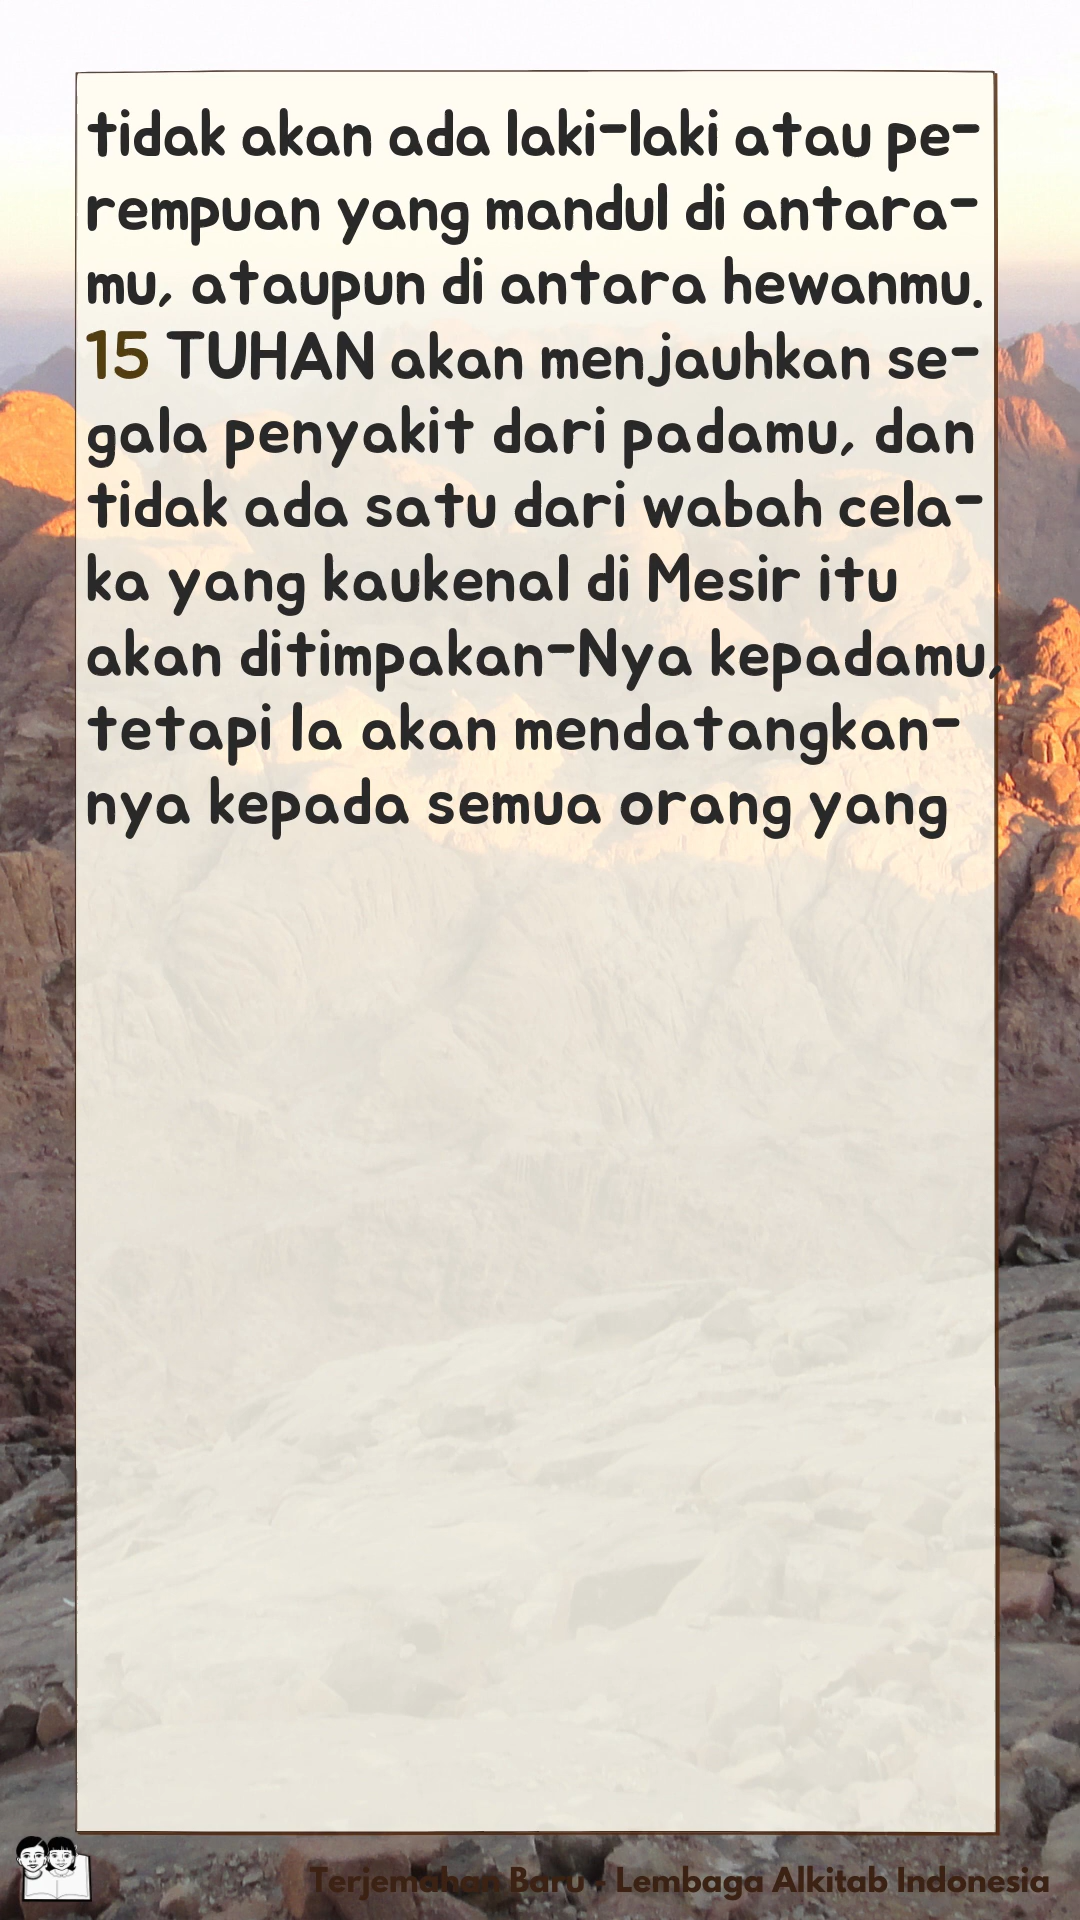 tidak akan ada laki-laki atau pe-
rempuan yang mandul di antara-
mu, ataupun di antara hewanmu.
15 TUHAN akan menjauhkan se-
gala penyakit dari padamu, dan
tidak ada satu dari wabah cela-
ka yang kaukenal di Mesir itu
akan ditimpakan-Nya kepadamu,
tetapi Ia akan mendatangkan-
nya kepada semua orang yang
Terjemahan Baru - Lembaga Alkitab Indonesia